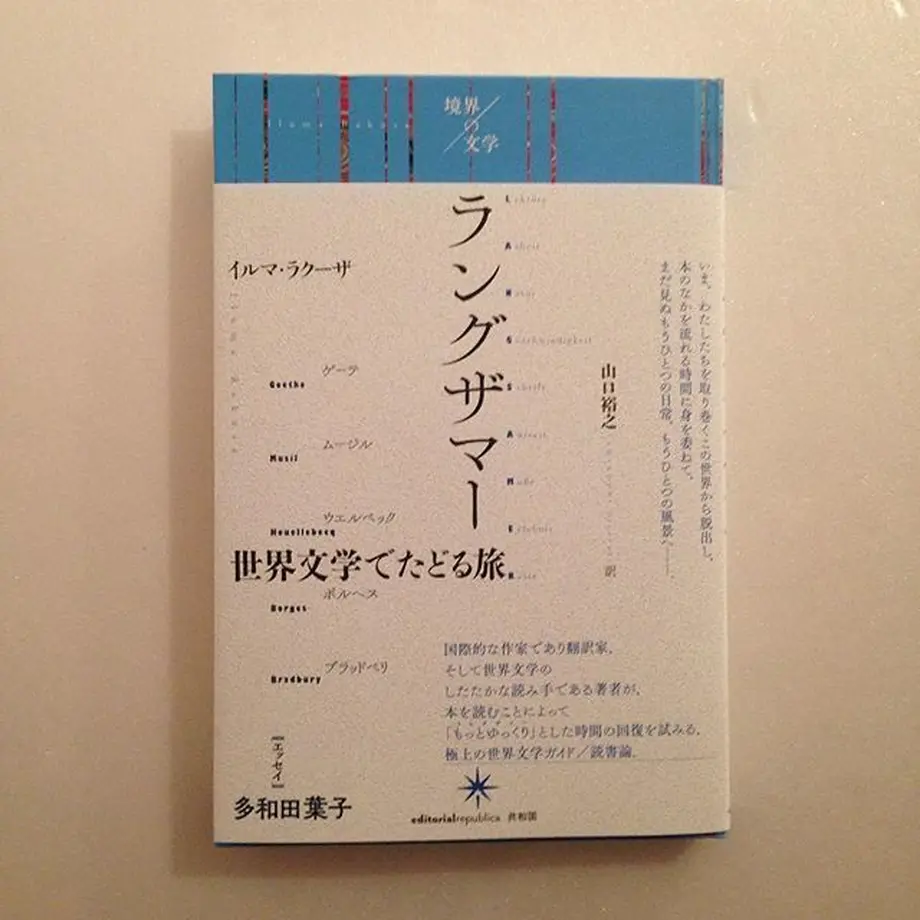 境界
の
文学
ランクザマー
イルマ・ラクーザ
ゲーテ
Goethe
ムージル
Musil
ウエルベック
Houellebecq
世界文学でたどる旅
ボルヘス
Borges
ブラッドベリ
Bradbury
山口裕之
訳
いま、わたしたちを取り巻くこの世界から脱出し、
本のなかを流れる時間に身を委ねて、
まだ見ぬもうひとつの日常、もうひとつの風景へ――。
国際的な作家であり翻訳家、
そして世界文学の
したたかな読み手である著者が、
本を読むことによって
「もっとゆっくり」とした時間の回復を試みる、
極上の世界文学ガイド／読書論。
[エッセイ]
多和田葉子
editorialrepublica 共和国